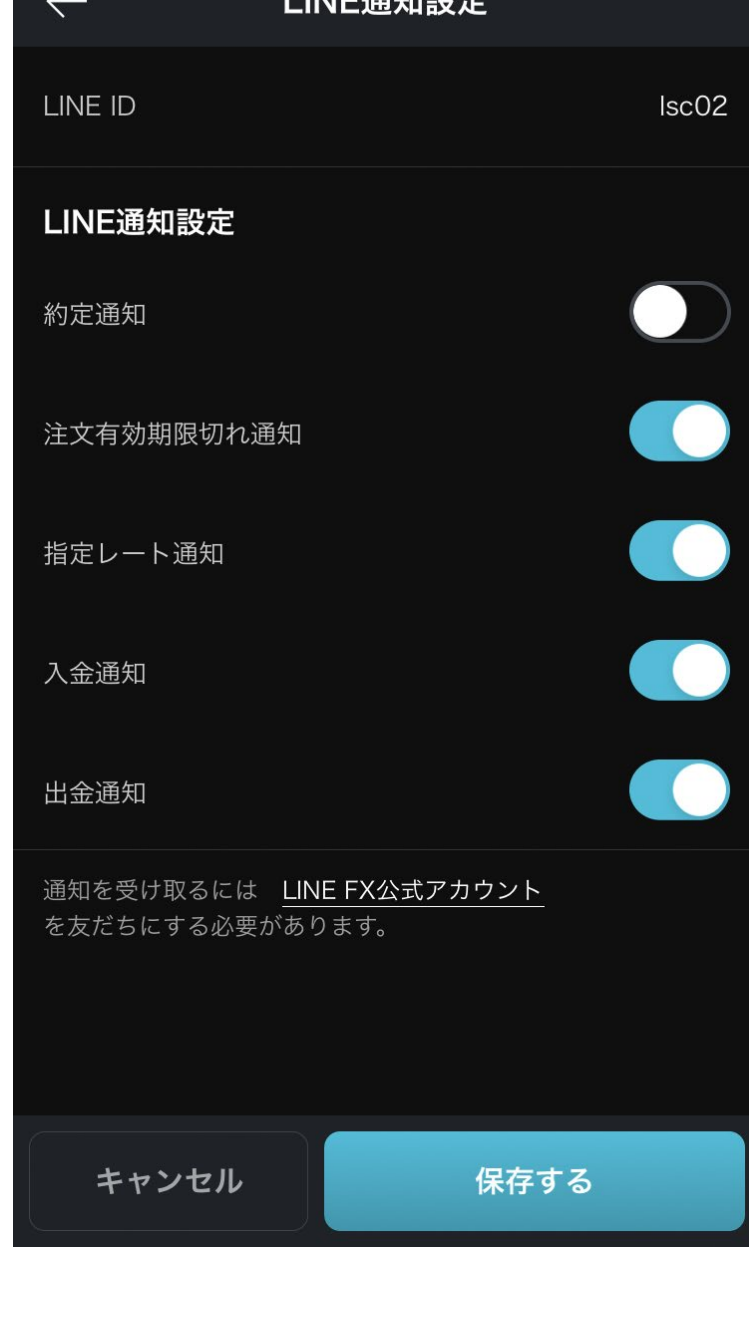 LINE通知設定
LINE ID lsc02
LINE通知設定
約定通知
注文有効期限切れ通知
指定レート通知
入金通知
出金通知
通知を受け取るには LINE FX公式アカウント
を友だちにする必要があります。
キャンセル 保存する